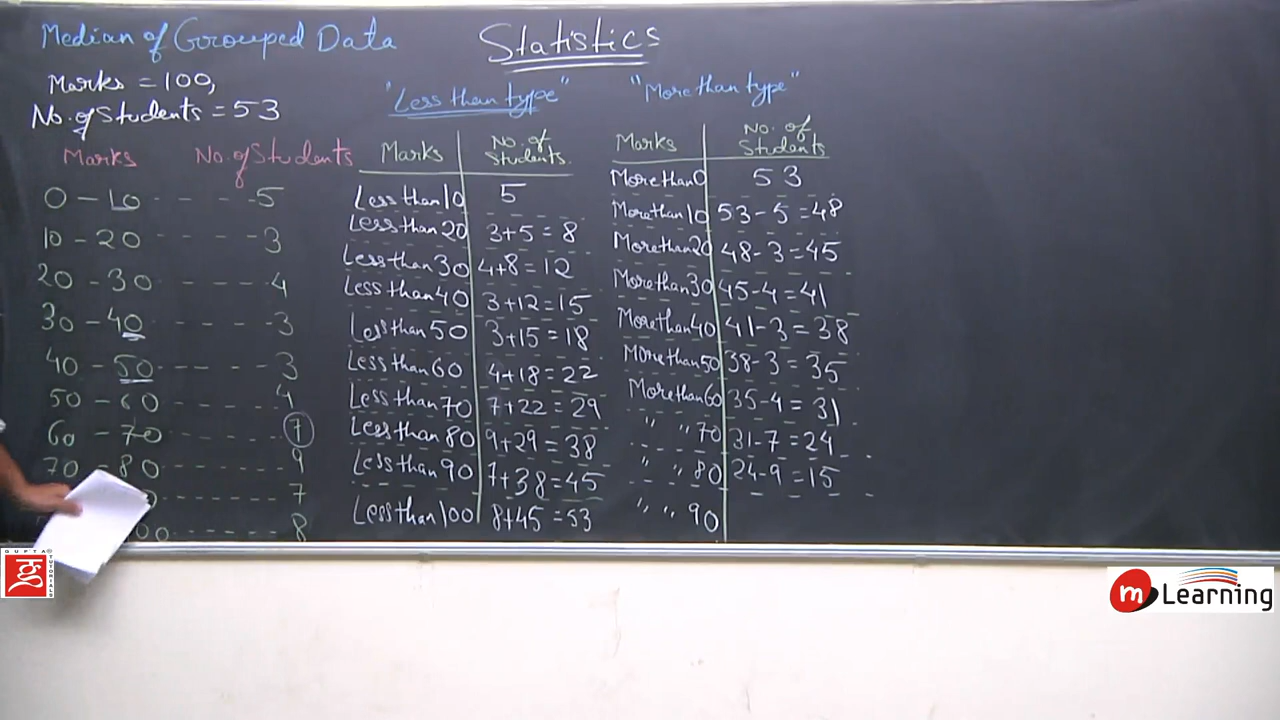 Median of Grouped Data
Statistics
Marks = 100,
No. of Students = 53
"Less than type"
"More than type"
Marks No. of Students
0 - 10 - - - - - 5
10 - 20 - - - - - 3
20 - 30 - - - - - 4
30 - 40 - - - - - 3
40 - 50 - - - - - 3
50 - 60 - - - - - 4
60 - 70 - - - - - 7
70 - 80 - - - - - 9
0 - - - - - 7
00 - - - - - 8
Marks No. of Students
Less than 10 5
Less than 20 3+5 = 8
Less than 30 4+8 = 12
Less than 40 3+12 = 15
Less than 50 3+15 = 18
Less than 60 4+18 = 22
Less than 70 7+22 = 29
Less than 80 9+29 = 38
Less than 90 7+38 = 45
Less than 100 8+45 = 53
Marks No. of Students
More than 0 53
More than 10 53-5 = 48
More than 20 48-3 = 45
More than 30 45-4 = 41
More than 40 41-3 = 38
More than 50 38-3 = 35
More than 60 35-4 = 31
" " 70 31-7 = 24
" " 80 24-9 = 15
" " 90
GUPTA
TUTORIALS
m Learning